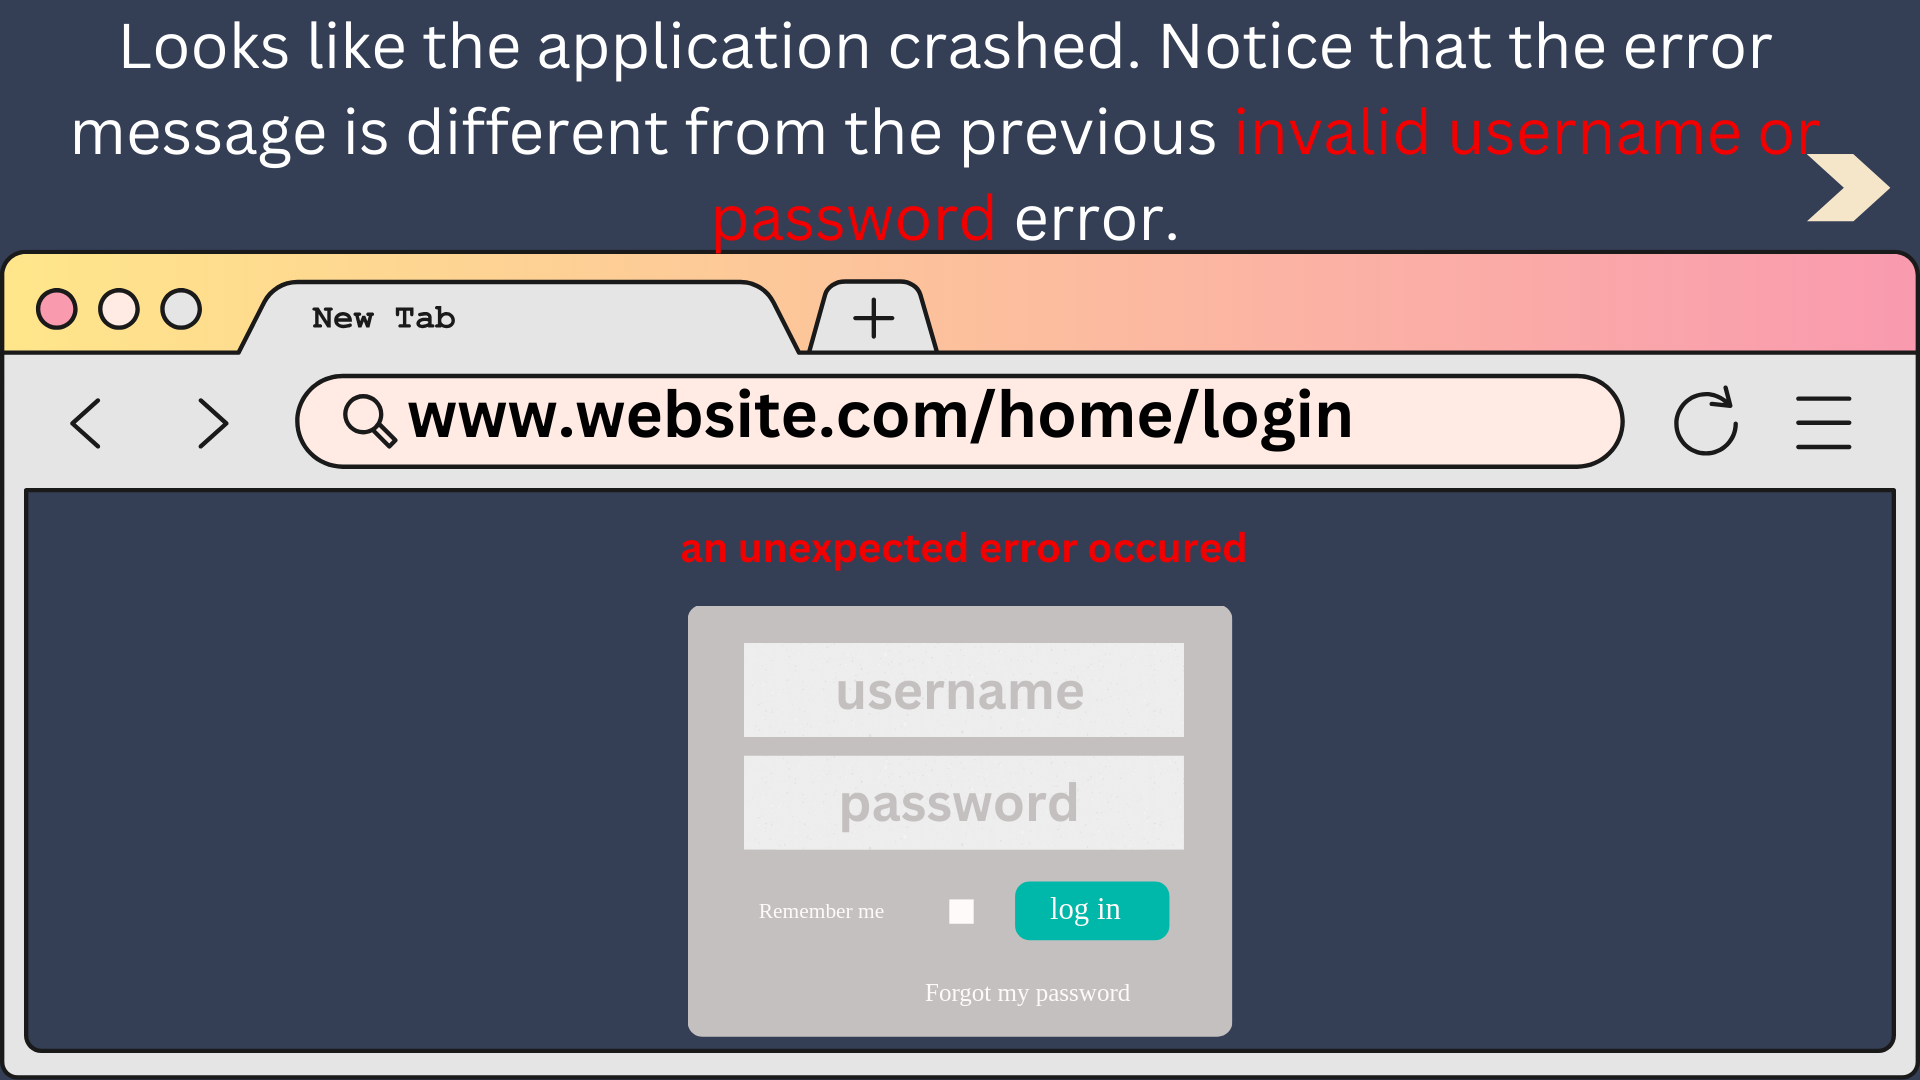 Looks like the application crashed. Notice that the error
message is different from the previous invalid username or
password error.
New Tab
www.website.com/home/login
an unexpected error occured
username
password
Remember me
log in
Forgot my password